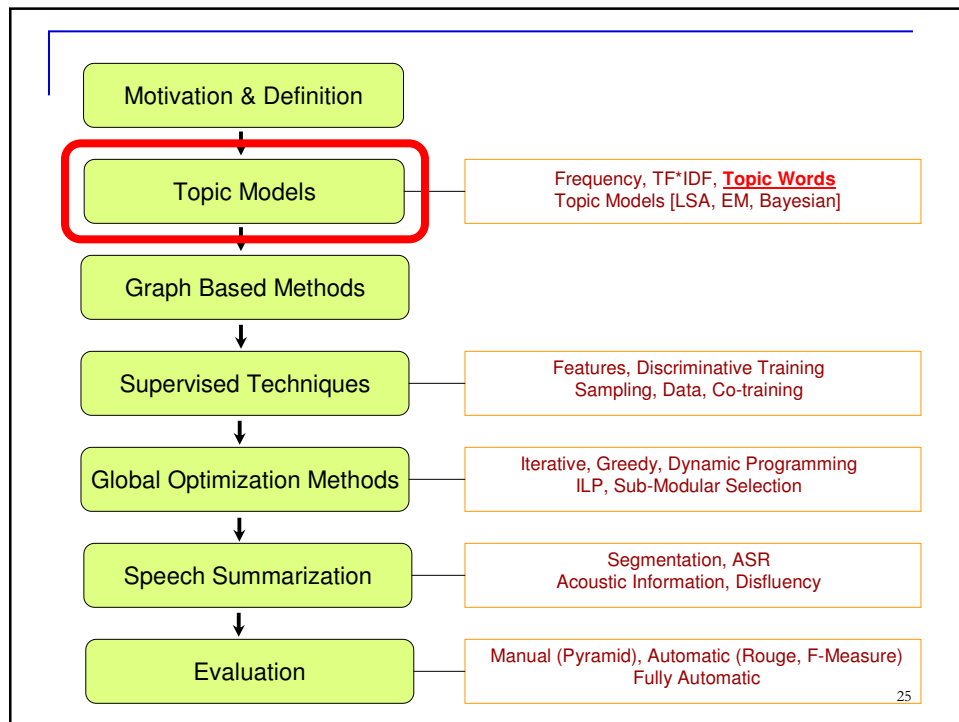 Motivation & Definition
Topic Models
Frequency, TF*IDF, Topic Words
Topic Models [LSA, EM, Bayesian]
Graph Based Methods
Supervised Techniques
Features, Discriminative Training
Sampling, Data, Co-training
Global Optimization Methods
Iterative, Greedy, Dynamic Programming
ILP, Sub-Modular Selection
Speech Summarization
Segmentation, ASR
Acoustic Information, Disfluency
Evaluation
Manual (Pyramid), Automatic (Rouge, F-Measure)
Fully Automatic
25